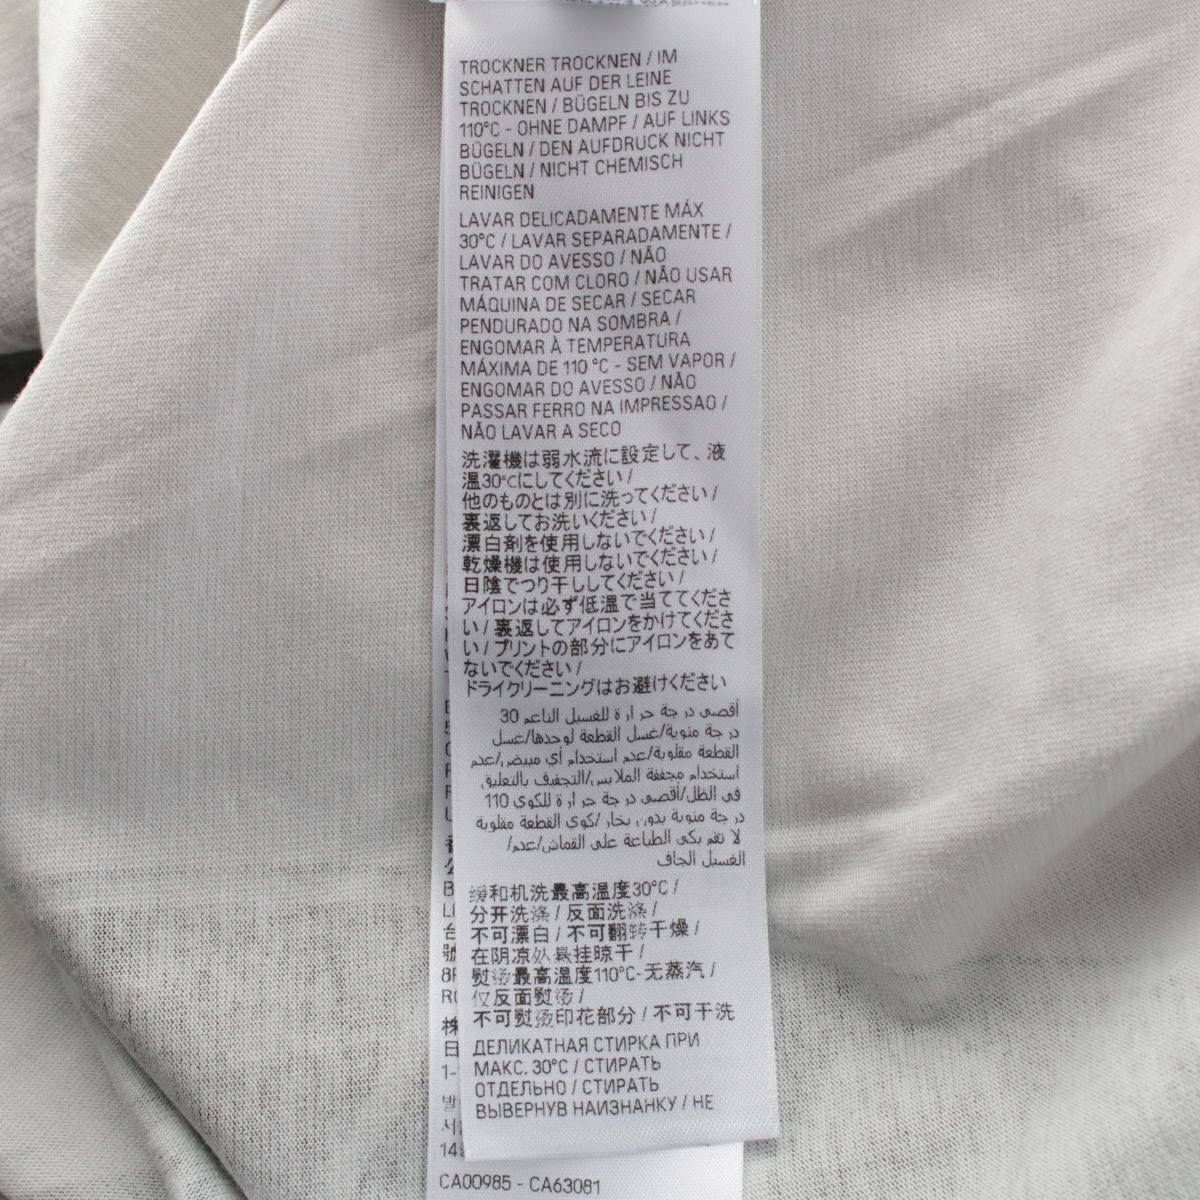 TROCKNER TROCKNEN / IM
SCHATTEN AUF DER LEINE
TROCKNEN / BÜGELN BIS ZU
110°C - OHNE DAMPF / AUF LINKS
BÜGELN / DEN AUFDRUCK NICHT
BÜGELN / NICHT CHEMISCH
REINIGEN
LAVAR DELICADAMENTE MÁX
30°C / LAVAR SEPARADAMENTE /
LAVAR DO AVESSO / NÃO
TRATAR COM CLORO / NÃO USAR
MÁQUINA DE SECAR / SECAR
PENDURADO NA SOMBRA /
ENGOMAR À TEMPERATURA
MÁXIMA DE 110 °C - SEM VAPOR /
ENGOMAR DO AVESSO / NÃO
PASSAR FERRO NA IMPRESSAO /
NÃO LAVAR A SECO
洗濯機は弱水流に設定して、液
温30°Cにしてください /
他のものとは別に洗ってください /
裏返してお洗いください /
漂白剤を使用しないでください /
乾燥機は使用しないでください /
日陰でつり干ししてください /
アイロンは必ず低温で当ててくださ
い / 裏返してアイロンをかけてくださ
い / プリントの部分にアイロンをあて
ないでください /
ドライクリーニングはお避けください
أقصى درجة حرارة للغسيل الناعم 30
درجة مئوية/غسل القطعة لوحدها/غسل
القطعة مقلوبة/عدم استخدام أي مبيض/عدم
استخدام مجففة الملابس/التجفيف بالتعليق
في الظل/أقصى درجة حرارة للكوي 110
درجة مئوية بدون بخار/كوي القطعة مقلوبة
لا تقم بكي الطباعة على القماش/عدم/
الغسيل الجاف
缓和机洗最高温度30°C /
分开洗涤 / 反面洗涤 /
不可漂白 / 不可翻转干燥 /
在阴凉处悬挂晾干 /
熨烫最高温度110°C-无蒸汽 /
仅反面熨烫 /
不可熨烫印花部分 / 不可干洗
ДЕЛИКАТНАЯ СТИРКА ПРИ
МАКС. 30°C / СТИРАТЬ
ОТДЕЛЬНО / СТИРАТЬ
ВЫВЕРНУВ НАИЗНАНКУ / НЕ
CA00985 - CA63081